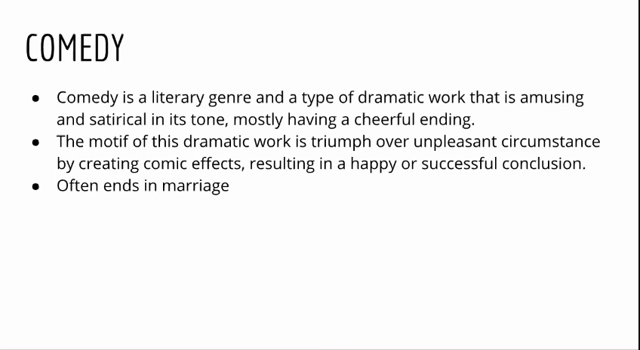 COMEDY
● Comedy is a literary genre and a type of dramatic work that is amusing
and satirical in its tone, mostly having a cheerful ending.
● The motif of this dramatic work is triumph over unpleasant circumstance
by creating comic effects, resulting in a happy or successful conclusion.
● Often ends in marriage